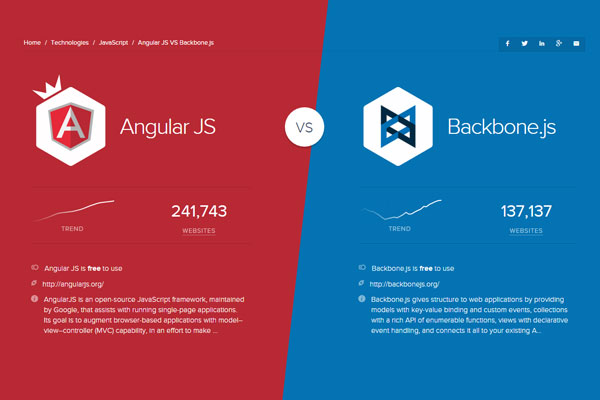 Home / Technologies / JavaScript / Angular JS VS Backbone.js
Angular JS
VS
Backbone.js
241,743
TREND
WEBSITES
137,137
TREND
WEBSITES
Angular JS is free to use
http://angularjs.org/
AngularJS is an open-source JavaScript framework, maintained
by Google, that assists with running single-page applications.
Its goal is to augment browser-based applications with model–
view–controller (MVC) capability, in an effort to make ...
Backbone.js is free to use
http://backbonejs.org/
Backbone.js gives structure to web applications by providing
models with key-value binding and custom events, collections
with a rich API of enumerable functions, views with declarative
event handling, and connects it all to your existing A...